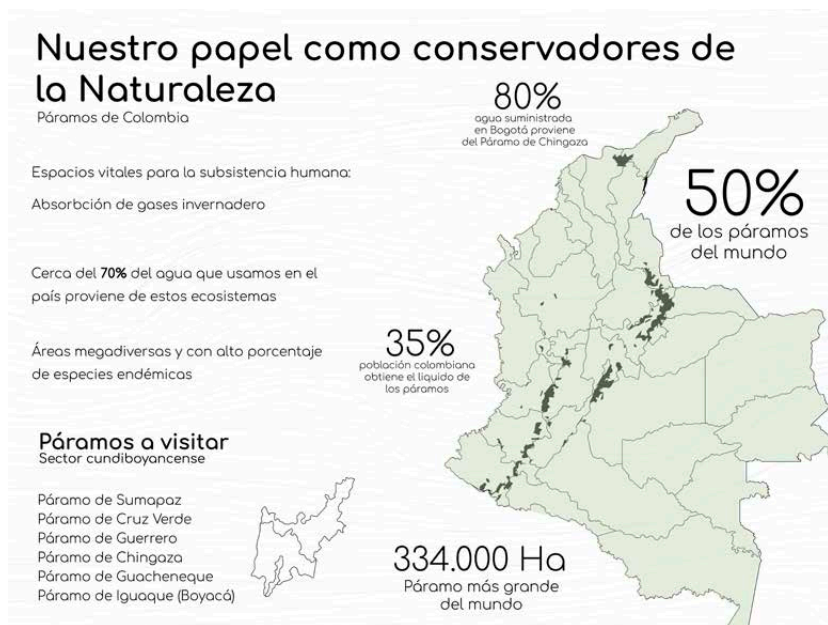 Nuestro papel como conservadores de
la Naturaleza
Páramos de Colombia
80%
agua suministrada
en Bogotá proviene
del Páramo de Chingaza
Espacios vitales para la subsistencia humana:
Absorbción de gases invernadero
50%
de los páramos
del mundo
Cerca del 70% del agua que usamos en el
país proviene de estos ecosistemas
35%
población colombiana
obtiene el liquido de
los páramos
Áreas megadiversas y con alto porcentaje
de especies endémicas
Páramos a visitar
Sector cundiboyancense
Páramo de Sumapaz
Páramo de Cruz Verde
Páramo de Guerrero
Páramo de Chingaza
Páramo de Guacheneque
Páramo de Iguaque (Boyacá)
334.000 Ha
Páramo más grande
del mundo